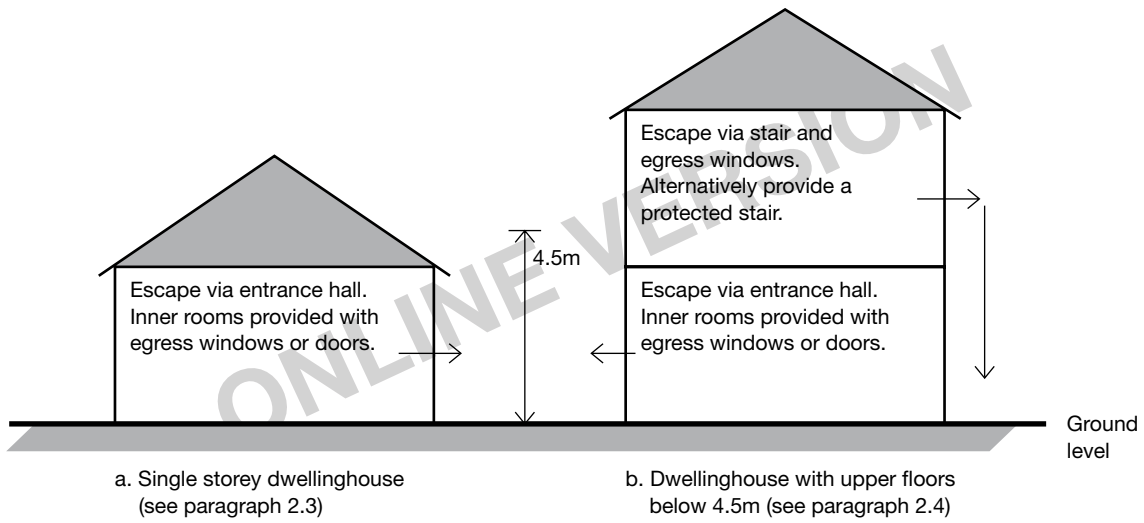 Escape via stair and
egress windows.
Alternatively provide a
protected stair.
4.5m
Escape via entrance hall.
Inner rooms provided with
egress windows or doors.
Escape via entrance hall.
Inner rooms provided with
egress windows or doors.
ONLINE VERSION
Ground
level
a. Single storey dwellinghouse
(see paragraph 2.3)
b. Dwellinghouse with upper floors
below 4.5m (see paragraph 2.4)